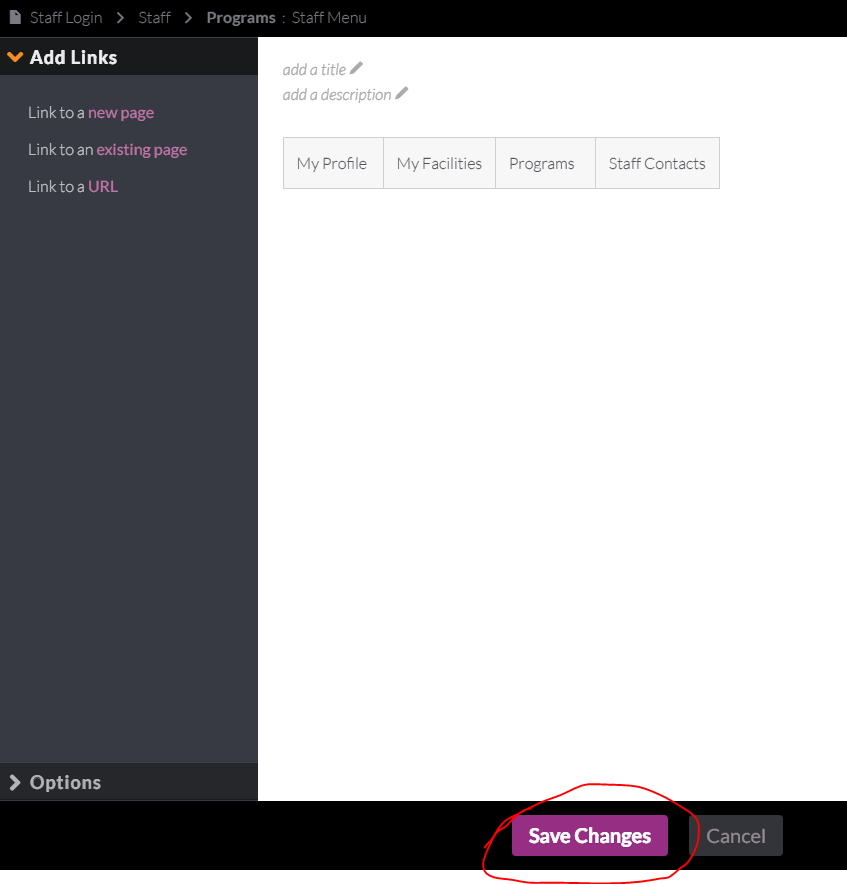 Staff Login > Staff > Programs : Staff Menu
Add Links
Link to a new page
Link to an existing page
Link to a URL
add a title
add a description
My Profile My Facilities Programs Staff Contacts
Options
Save Changes Cancel